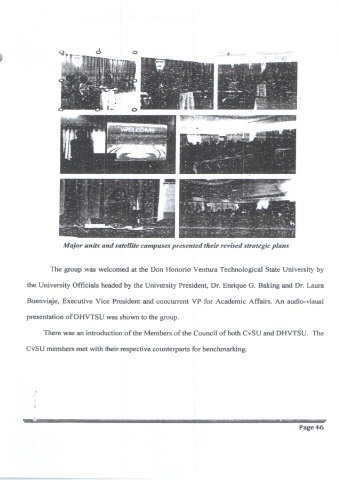 WELCOME
Major units and satellite campuses presented their revised strategic plans
The group was welcomed at the Don Honorio Ventura Technological State University by
the University Officials headed by the University President, Dr. Enrique G. Baking and Dr. Laura
Buenviaje, Executive Vice President and concurrent VP for Academic Affairs. An audio-visual
presentation of DHVTSU was shown to the group.
There was an introduction of the Members of the Council of both CvSU and DHVTSU. The
CvSU members met with their respective counterparts for benchmarking.
Page 46